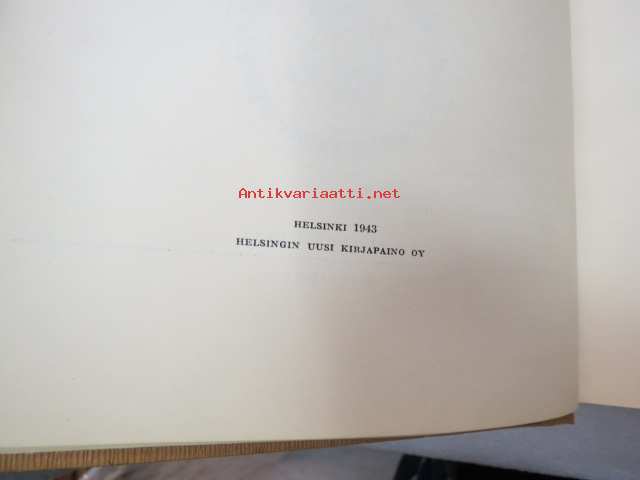 Antikvariaatti.net
HELSINKI 1943
HELSINGIN UUSI KIRJAPAINO OY